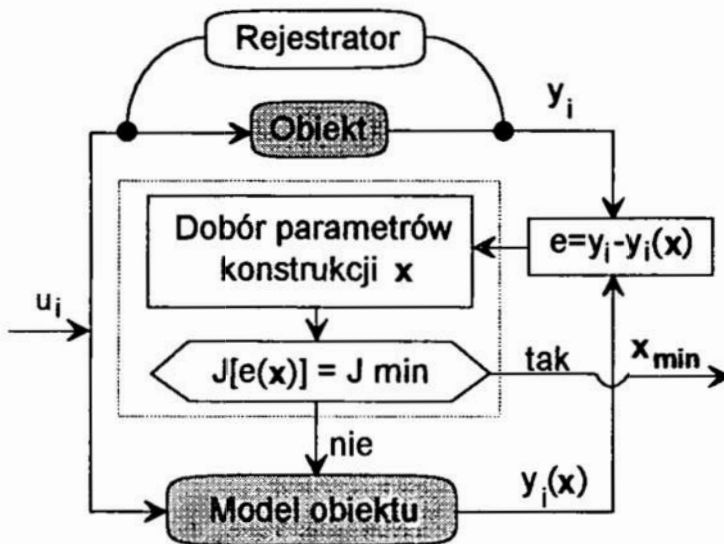 Rejestrator
Obiekt
y_i
Dobór parametrów
konstrukcji x
e=y_i-y_i(x)
u_i
J[e(x)] = J min
tak
x_min
nie
Model obiektu
y_i(x)